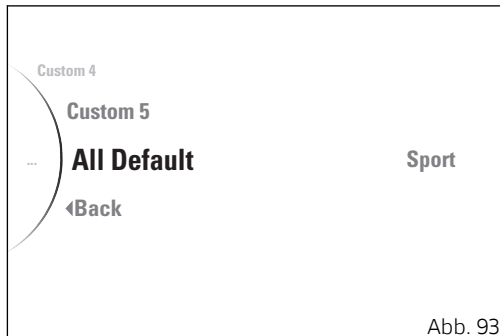 Custom 4
Custom 5
... All Default Sport
Back
Abb. 93